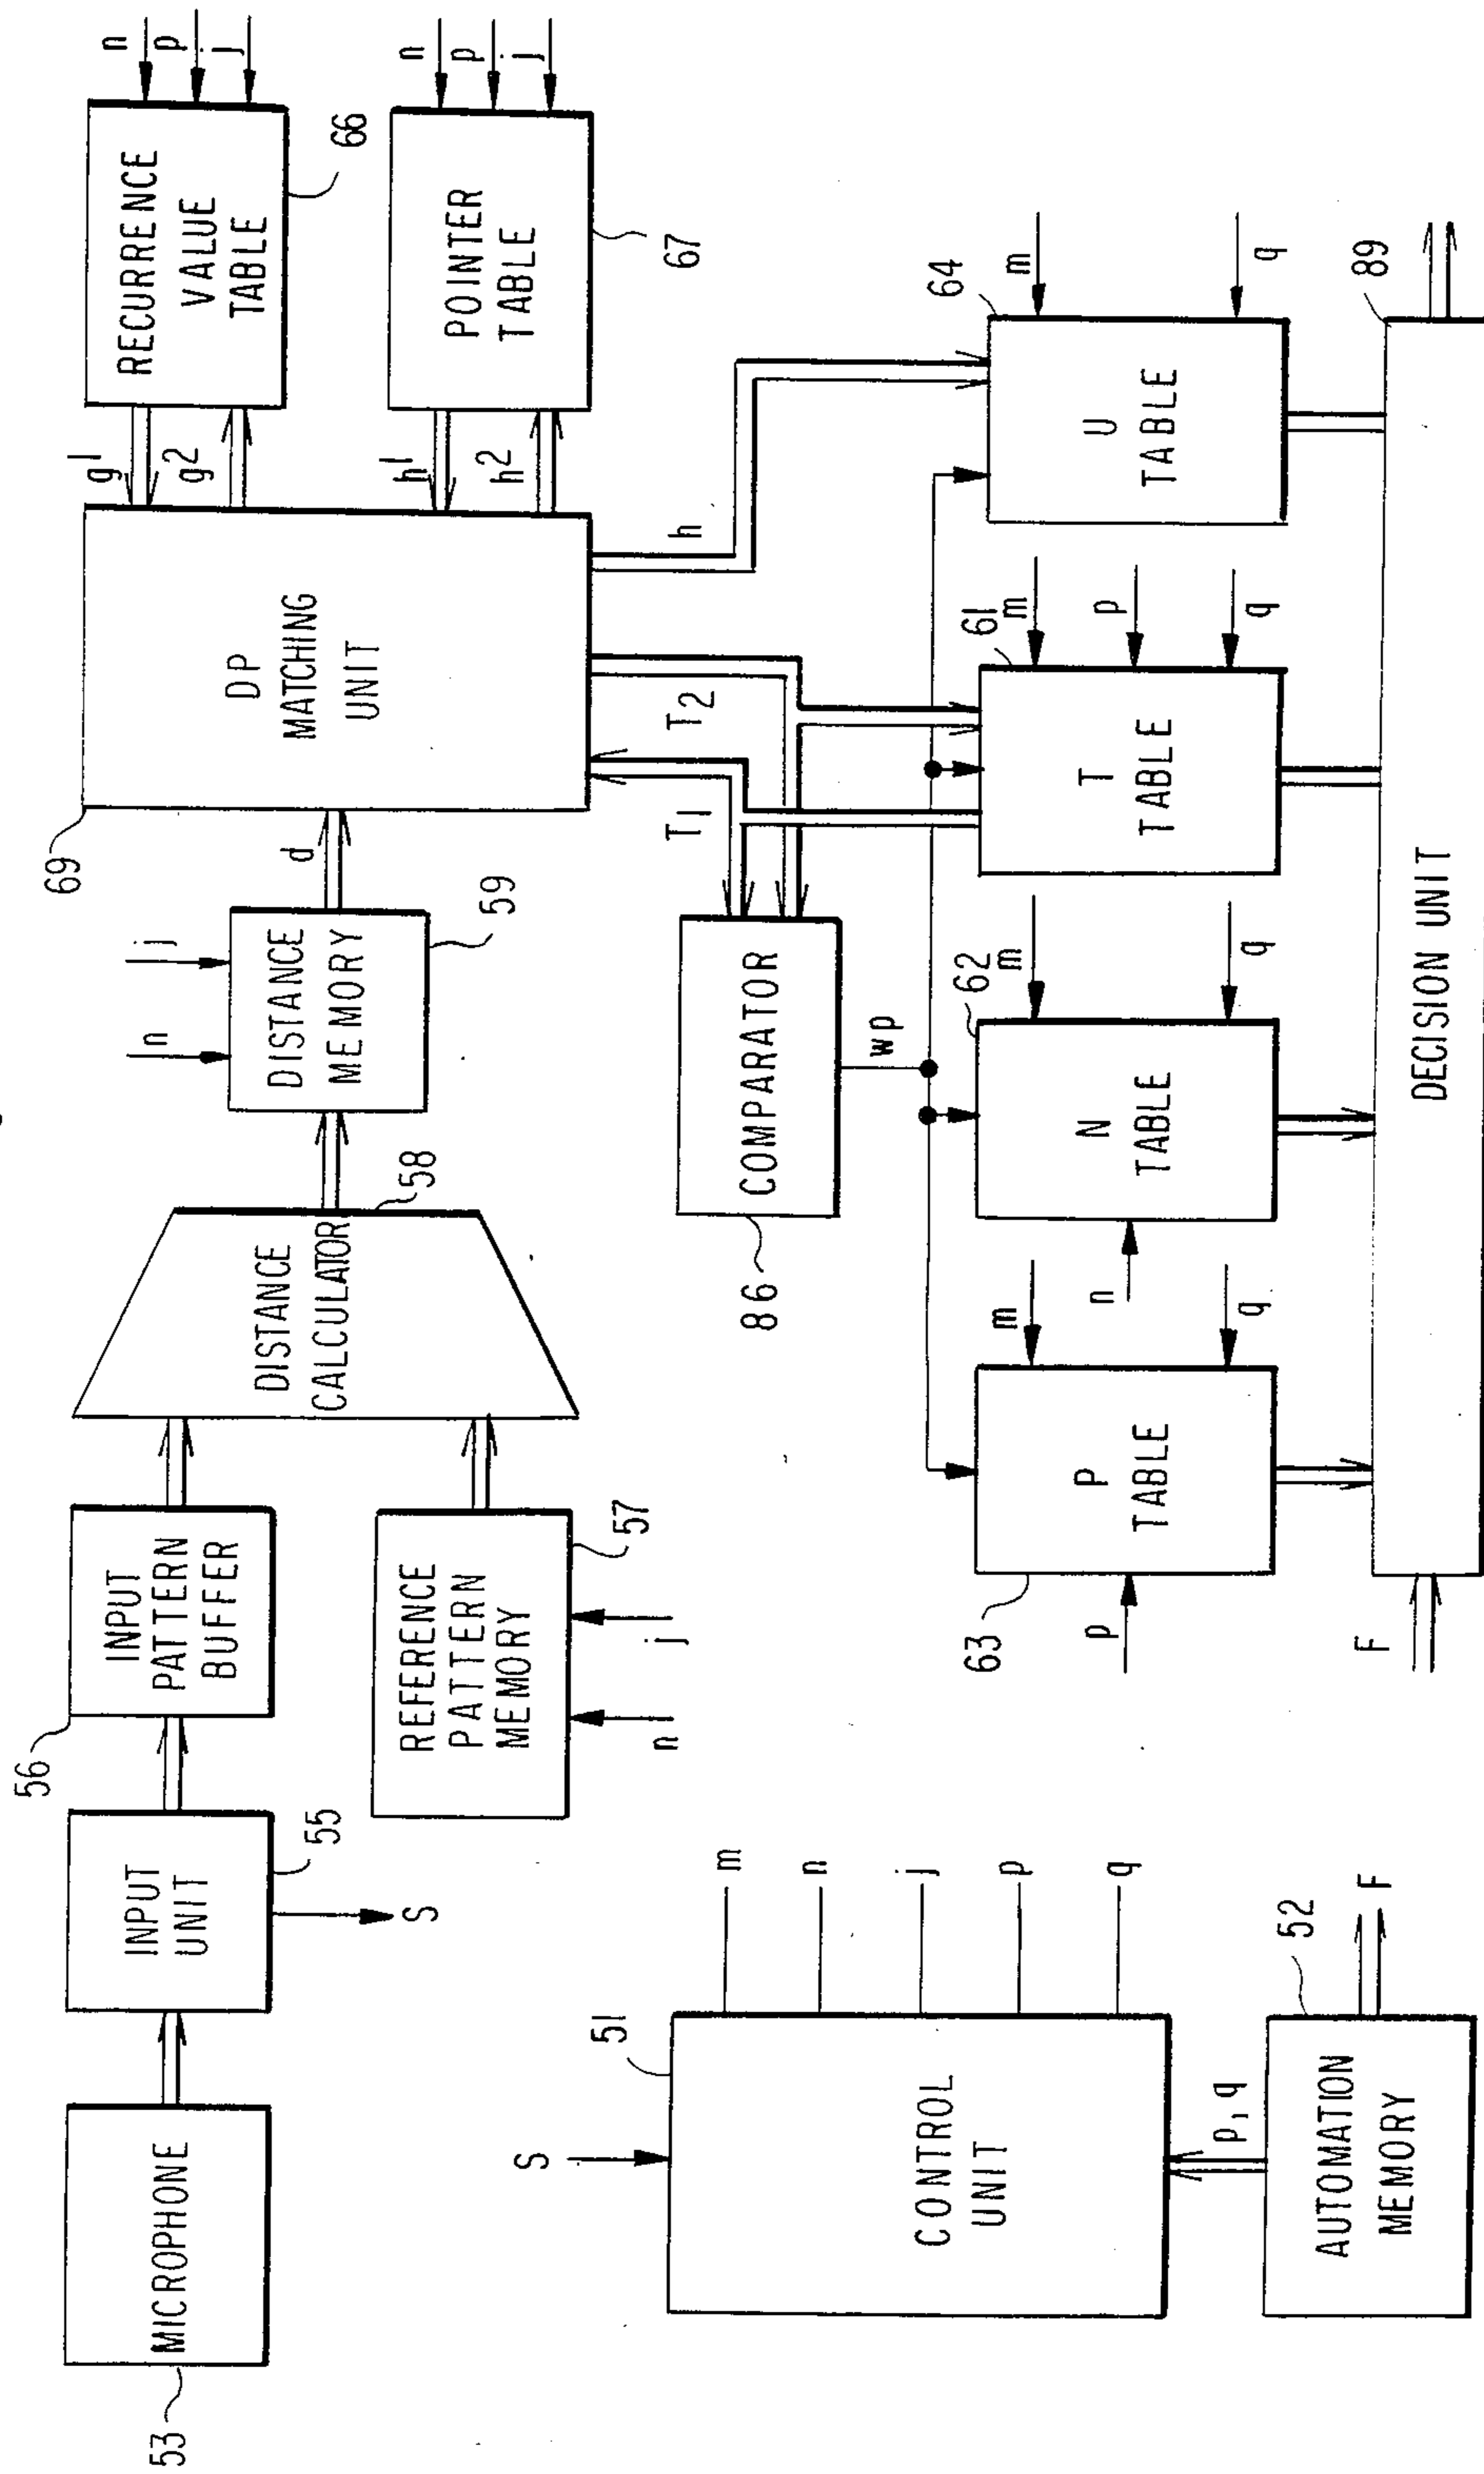 53
MICROPHONE
INPUT
UNIT
55
S
56
INPUT
PATTERN
BUFFER
REFERENCE
PATTERN
MEMORY
57
n
j
DISTANCE
CALCULATOR
58
n
j
DISTANCE
MEMORY
59
d
69
DP
MATCHING
UNIT
g1
g2
h1
h2
RECURRENCE
VALUE
TABLE
66
n
p
j
POINTER
TABLE
67
n
p
j
S
51
CONTROL
UNIT
m
n
j
p
q
p, q
52
AUTOMATION
MEMORY
F
86
COMPARATOR
wp
T1
T2
h
63
P
TABLE
p
m
q
62
N
TABLE
n
m
q
61
T
TABLE
m
p
q
64
U
TABLE
m
q
F
DECISION UNIT
89